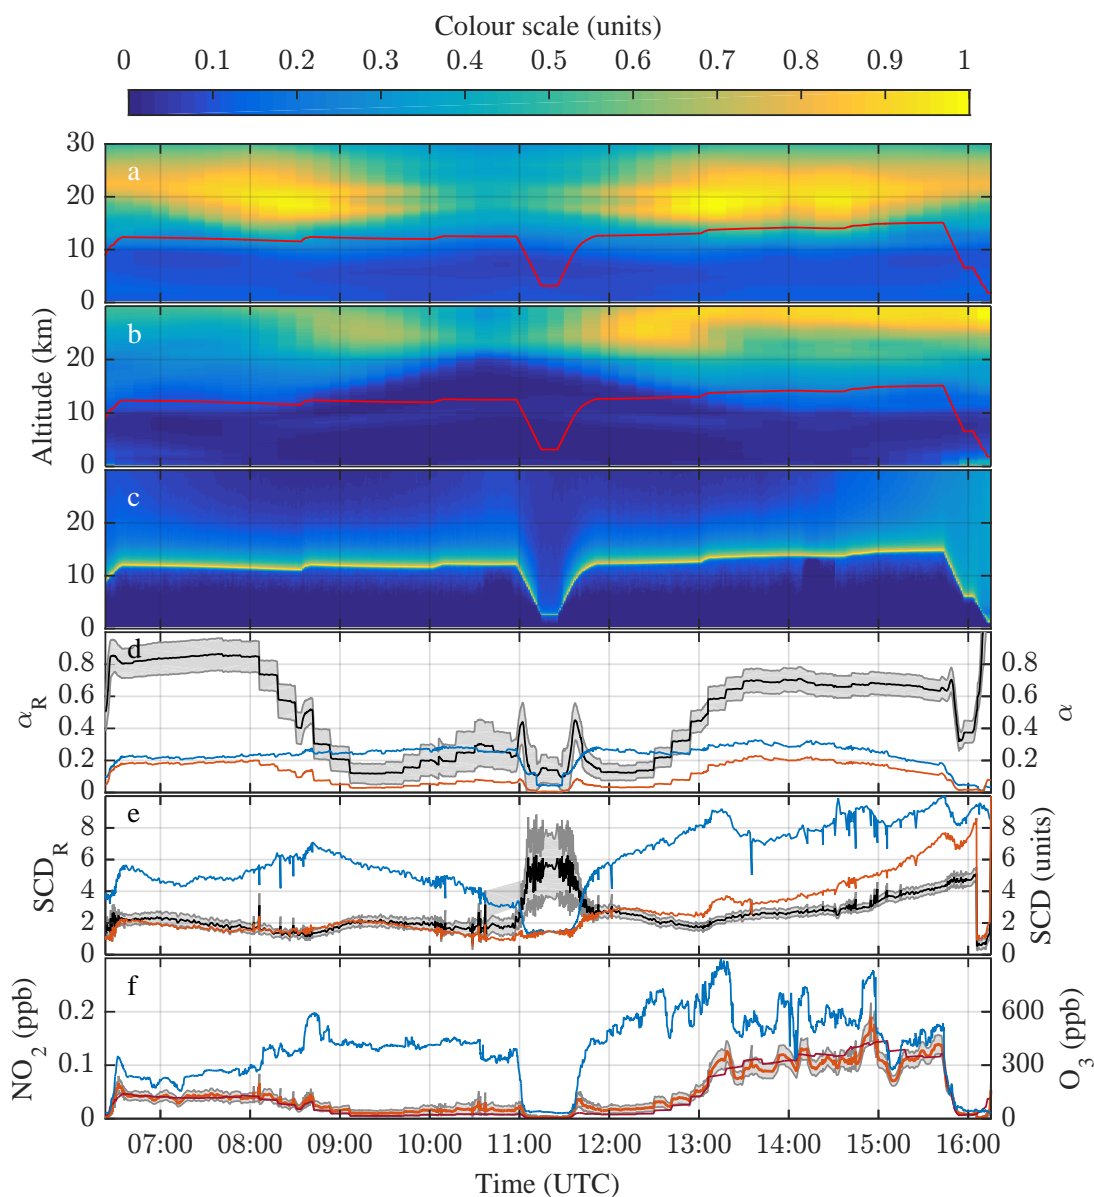 Colour scale (units)
0 0.1 0.2 0.3 0.4 0.5 0.6 0.7 0.8 0.9 1
a
30
20
10
0
b
Altitude (km)
20
10
0
c
20
10
0
d
α_R
0.8
0.6
0.4
0.2
0
0.8
0.6
0.4
0.2
0
α
e
SCD_R
8
6
4
2
0
8
6
4
2
0
SCD (units)
f
NO_2 (ppb)
0.2
0.1
0
600
300
0
O_3 (ppb)
07:00 08:00 09:00 10:00 11:00 12:00 13:00 14:00 15:00 16:00
Time (UTC)